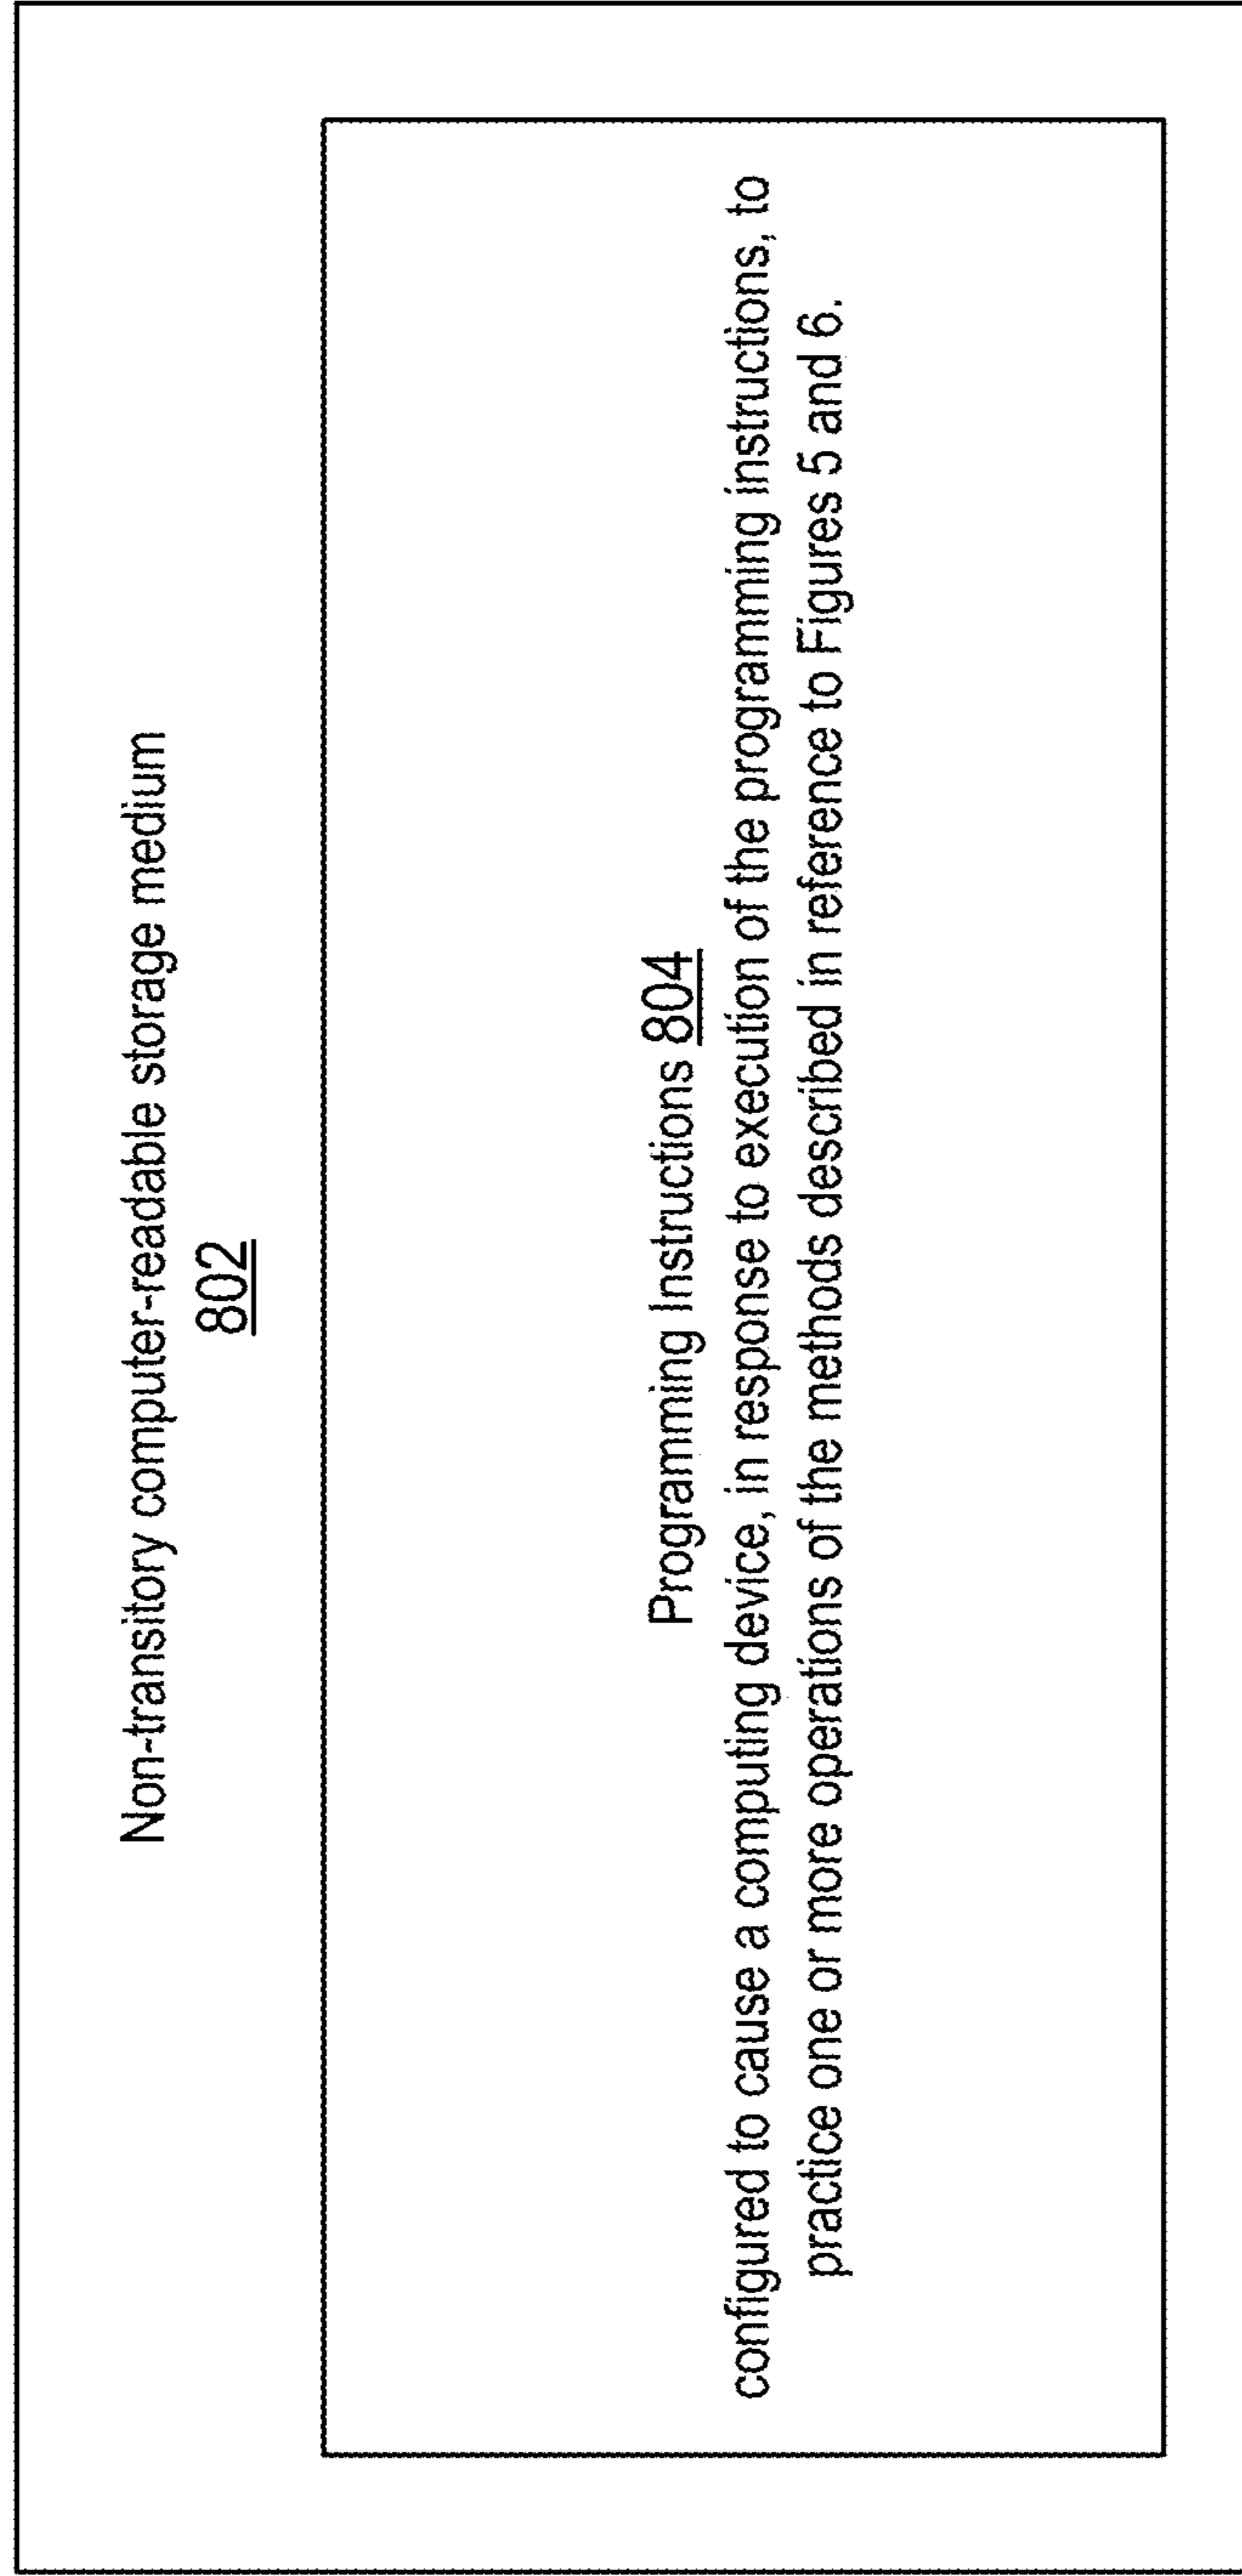 Non-transitory computer-readable storage medium
802
Programming Instructions 804
configured to cause a computing device, in response to execution of the programming instructions, to
practice one or more operations of the methods described in reference to Figures 5 and 6.